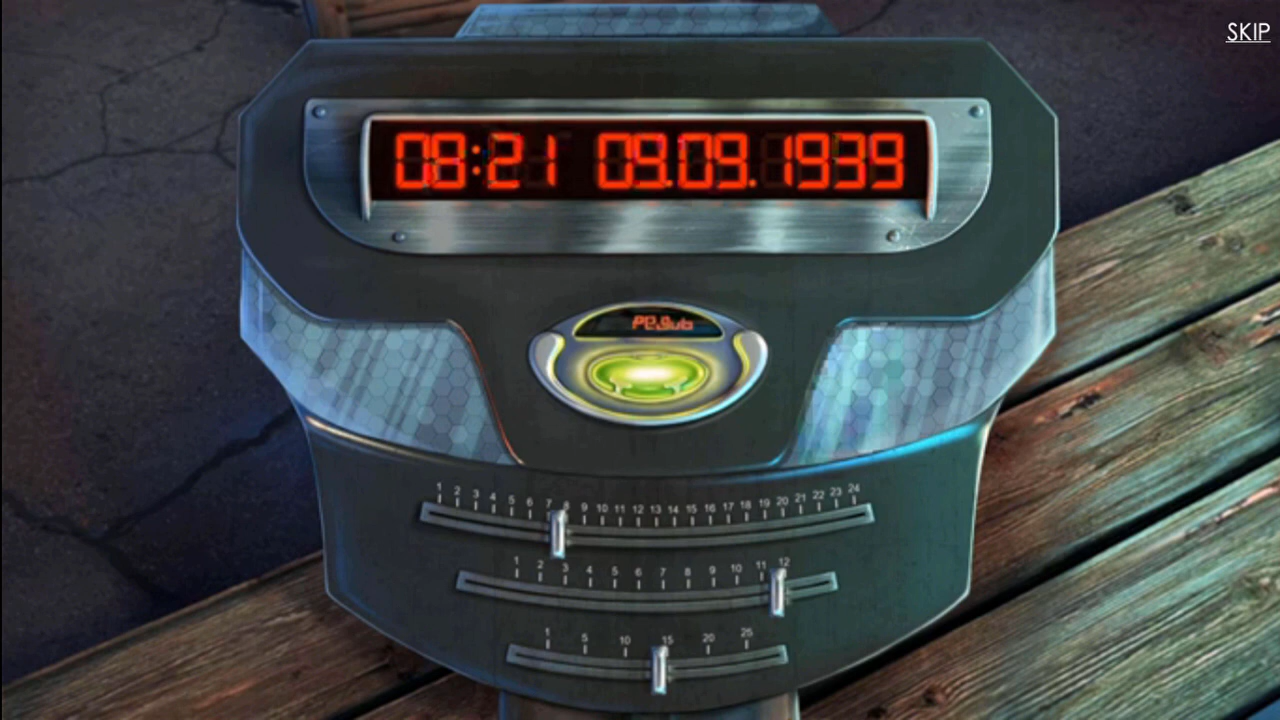 SKIP
08:21 09.09.1939
1 2 3 4 5 6 7 8 9 10 11 12 13 14 15 16 17 18 19 20 21 22 23 24
1 2 3 4 5 6 7 8 9 10 11 12
1 5 10 15 20 25